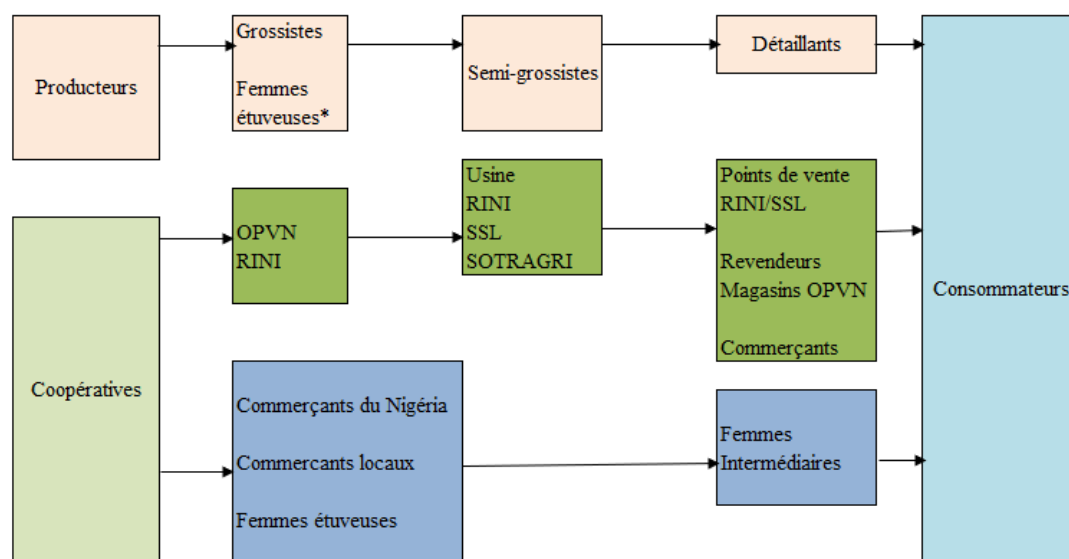 Producteurs
Grossistes
Femmes
étuveuses*
Semi-grossistes
Détaillants
Coopératives
OPVN
RINI
Usine
RINI
SSL
SOTRAGRI
Points de vente
RINI/SSL
Revendeurs
Magasins OPVN
Commerçants
Commerçants du Nigéria
Commercants locaux
Femmes étuveuses
Femmes
Intermédiaires
Consommateurs